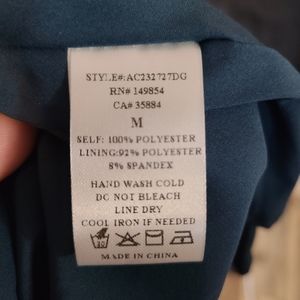 STYLE#:AC232727DG
RN# 149854
CA# 35884
M
SELF: 100% POLYESTER
LINING:92% POLYESTER
8% SPANDEX
HAND WASH COLD
DO NOT BLEACH
LINE DRY
COOL IRON IF NEEDED
MADE IN CHINA